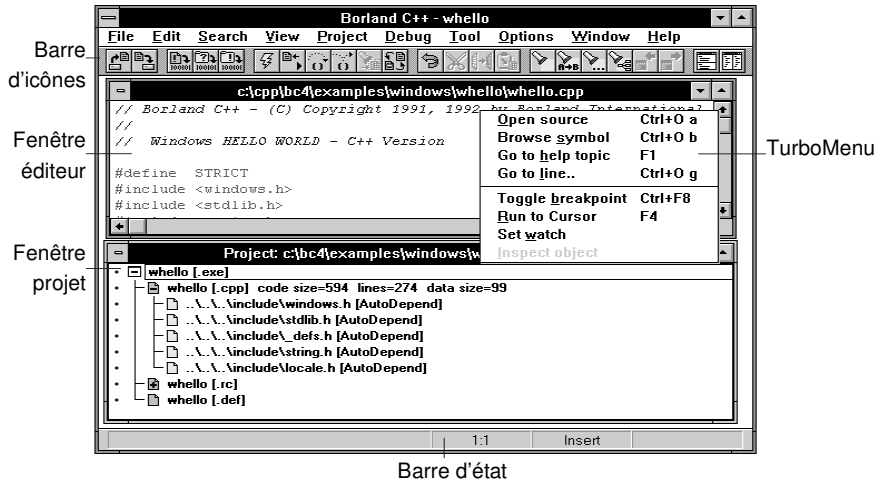 Borland C++ - whello
File Edit Search View Project Debug Tool Options Window Help
Barre
d'icônes
c:\cpp\bc4\examples\windows\whello\whello.cpp
// Borland C++ - (C) Copyright 1991, 1992 by Borland International
//
// Windows HELLO WORLD - C++ Version
#define STRICT
#include <windows.h>
#include <stdlib.h>
Fenêtre
éditeur
Open source Ctrl+O a
Browse symbol Ctrl+O b
Go to help topic F1
Go to line.. Ctrl+O g
Toggle breakpoint Ctrl+F8
Run to Cursor F4
Set watch
Inspect object
TurboMenu
Fenêtre
projet
Project: c:\bc4\examples\windows\w
whello [.exe]
whello [.cpp] code size=594 lines=274 data size=99
..\..\..\include\windows.h [AutoDepend]
..\..\..\include\stdlib.h [AutoDepend]
..\..\..\include\_defs.h [AutoDepend]
..\..\..\include\string.h [AutoDepend]
..\..\..\include\locale.h [AutoDepend]
whello [.rc]
whello [.def]
1:1 Insert
Barre d'état